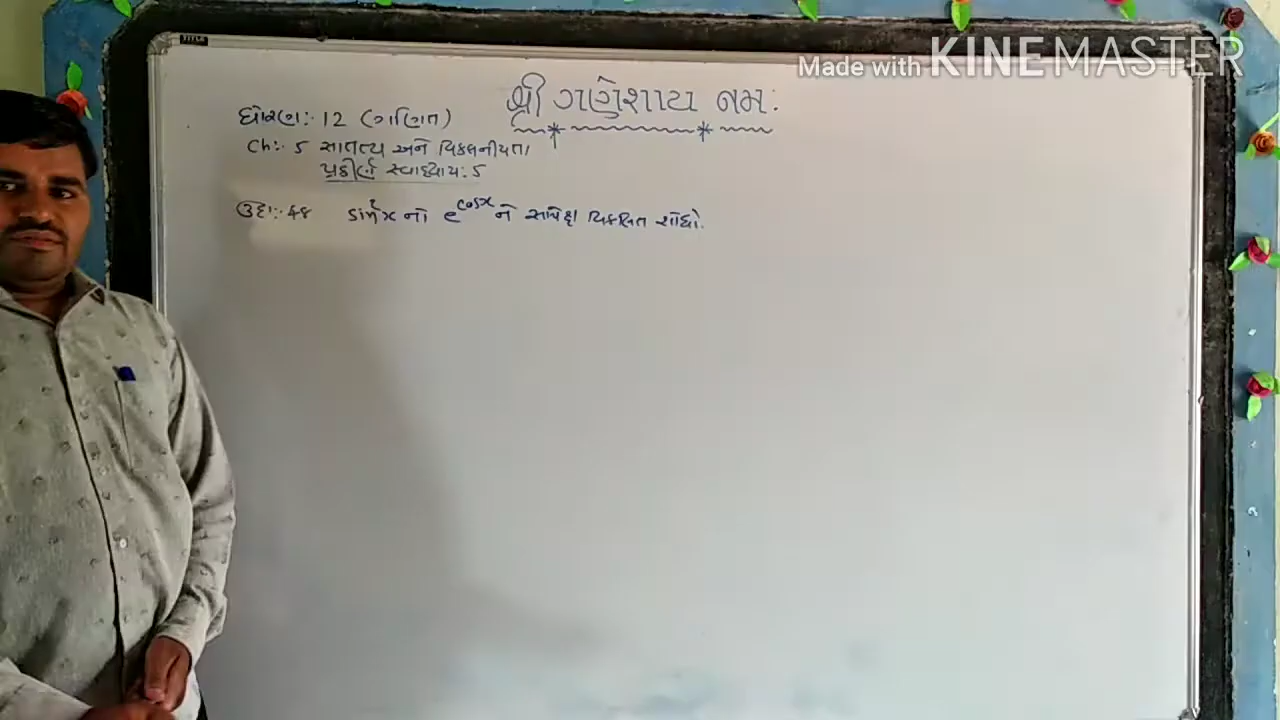 Made with KINEMASTER
શ્રી ગણેશાય નમ:
ધોરણ: 12 (ગણિત)
Ch: 5 સાતત્ય અને વિકલનીયતા
પ્રકીર્ણ સ્વાધ્યાય: 5
ઉદા: 48 sin²x નો e^cosx ને સાપેક્ષ વિકલિત શોધો.